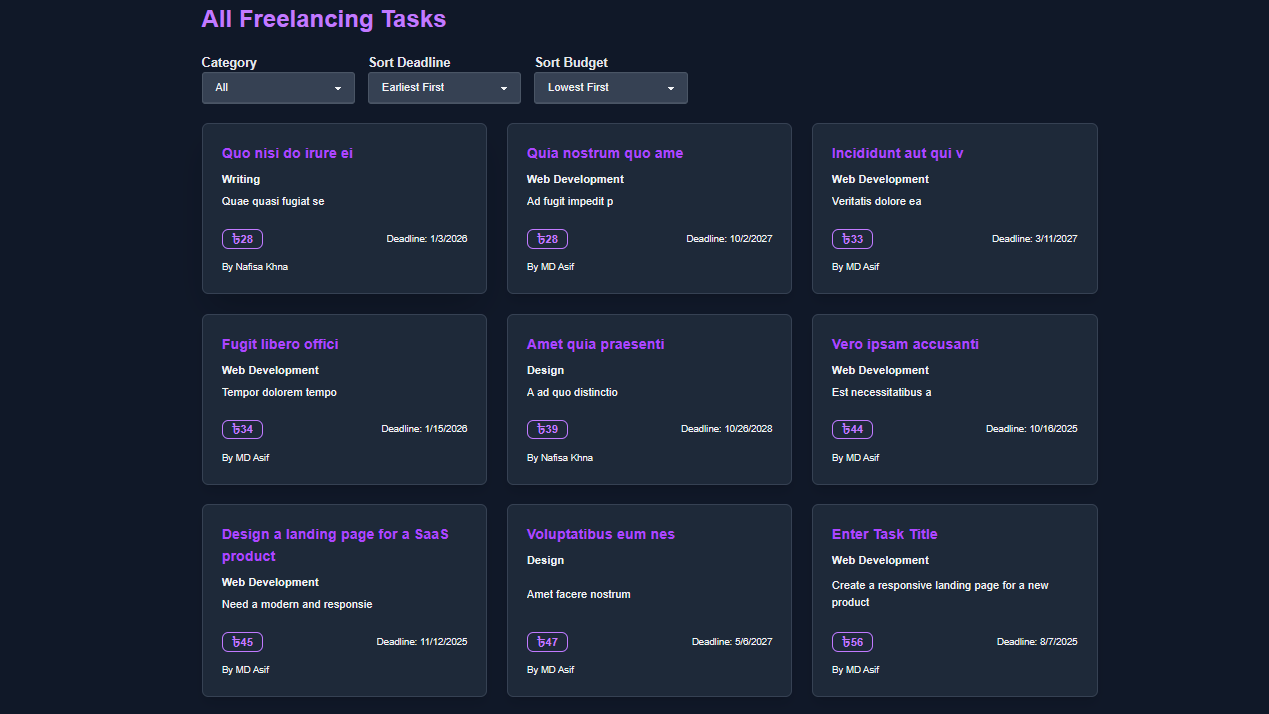 All Freelancing Tasks
Category Sort Deadline Sort Budget
All Earliest First Lowest First
Quo nisi do irure ei
Writing
Quae quasi fugiat se
৳28 Deadline: 1/3/2026
By Nafisa Khna
Quia nostrum quo ame
Web Development
Ad fugit impedit p
৳28 Deadline: 10/2/2027
By MD Asif
Incididunt aut qui v
Web Development
Veritatis dolore ea
৳33 Deadline: 3/11/2027
By MD Asif
Fugit libero offici
Web Development
Tempor dolorem tempo
৳34 Deadline: 1/15/2026
By MD Asif
Amet quia praesenti
Design
A ad quo distinctio
৳39 Deadline: 10/26/2028
By Nafisa Khna
Vero ipsam accusanti
Web Development
Est necessitatibus a
৳44 Deadline: 10/16/2025
By MD Asif
Design a landing page for a SaaS
product
Web Development
Need a modern and responsie
৳45 Deadline: 11/12/2025
By MD Asif
Voluptatibus eum nes
Design
Amet facere nostrum
৳47 Deadline: 5/6/2027
By MD Asif
Enter Task Title
Web Development
Create a responsive landing page for a new
product
৳56 Deadline: 8/7/2025
By MD Asif